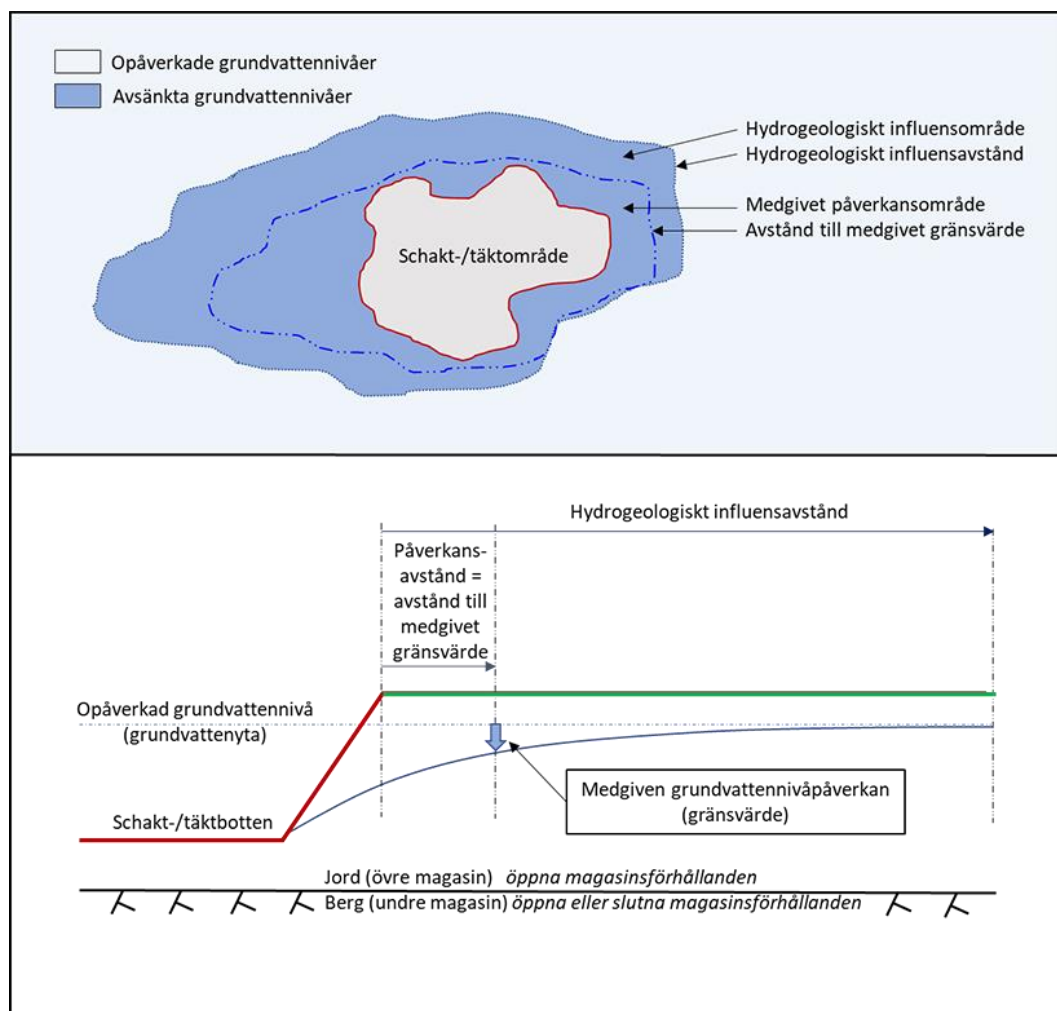 Opåverkade grundvattennivåer
Avsänkta grundvattennivåer
Hydrogeologiskt influensområde
Hydrogeologiskt influensavstånd
Medgivet påverkansområde
Avstånd till medgivet gränsvärde
Schakt-/täktområde
Hydrogeologiskt influensavstånd
Påverkans-
avstånd =
avstånd till
medgivet
gränsvärde
Opåverkad grundvattennivå
(grundvattenyta)
Medgiven grundvattennivåpåverkan
(gränsvärde)
Schakt-/täktbotten
Jord (övre magasin) öppna magasinsförhållanden
Berg (undre magasin) öppna eller slutna magasinsförhållanden